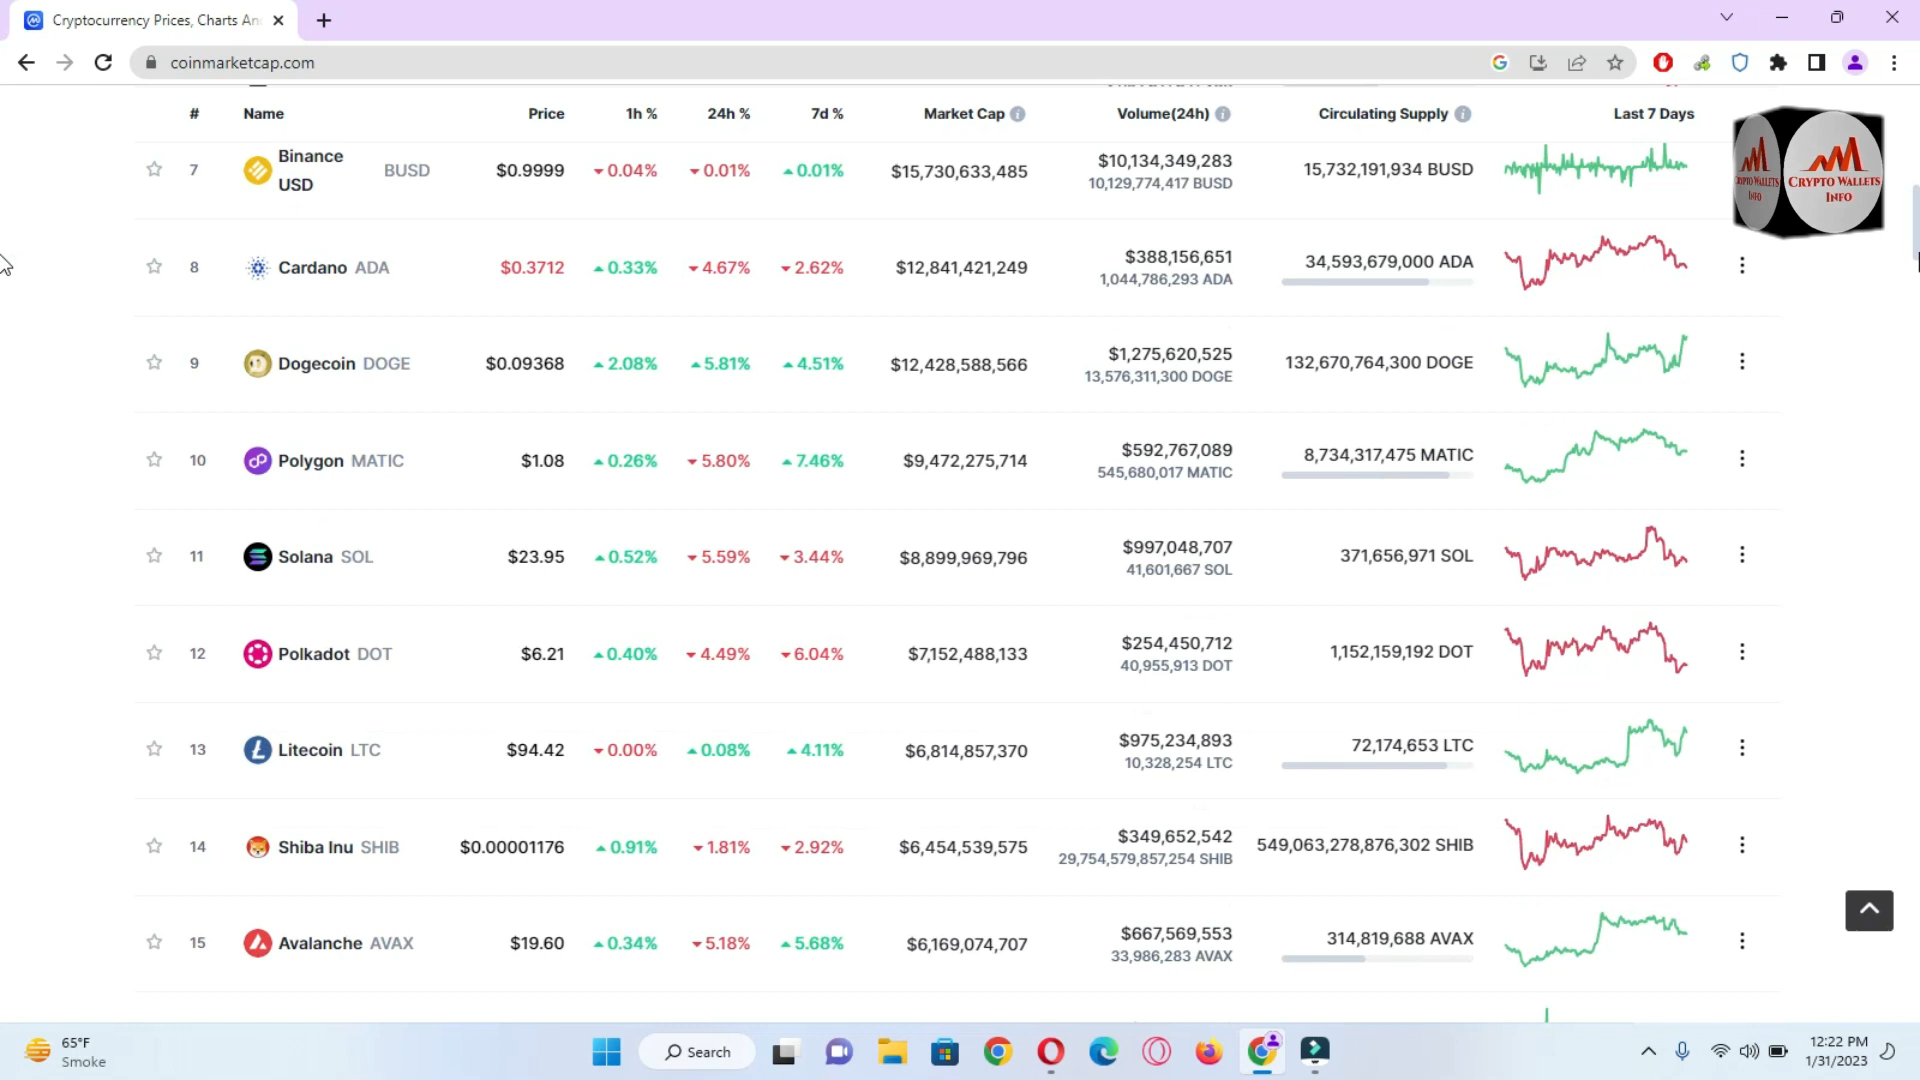 Cryptocurrency Prices, Charts An
coinmarketcap.com
# Name Price 1h % 24h % 7d % Market Cap Volume(24h) Circulating Supply Last 7 Days
7 Binance USD BUSD $0.9999 0.04% 0.01% 0.01% $15,730,633,485 $10,134,349,283 15,732,191,934 BUSD
10,129,774,417 BUSD
8 Cardano ADA $0.3712 0.33% 4.67% 2.62% $12,841,421,249 $388,156,651 34,593,679,000 ADA
1,044,786,293 ADA
9 Dogecoin DOGE $0.09368 2.08% 5.81% 4.51% $12,428,588,566 $1,275,620,525 132,670,764,300 DOGE
13,576,311,300 DOGE
10 Polygon MATIC $1.08 0.26% 5.80% 7.46% $9,472,275,714 $592,767,089 8,734,317,475 MATIC
545,680,017 MATIC
11 Solana SOL $23.95 0.52% 5.59% 3.44% $8,899,969,796 $997,048,707 371,656,971 SOL
41,601,667 SOL
12 Polkadot DOT $6.21 0.40% 4.49% 6.04% $7,152,488,133 $254,450,712 1,152,159,192 DOT
40,955,913 DOT
13 Litecoin LTC $94.42 0.00% 0.08% 4.11% $6,814,857,370 $975,234,893 72,174,653 LTC
10,328,254 LTC
14 Shiba Inu SHIB $0.00001176 0.91% 1.81% 2.92% $6,454,539,575 $349,652,542 549,063,278,876,302 SHIB
29,754,579,857,254 SHIB
15 Avalanche AVAX $19.60 0.34% 5.18% 5.68% $6,169,074,707 $667,569,553 314,819,688 AVAX
33,986,283 AVAX
CRYPTO WALLETS
INFO
CRYPTO WALLETS
INFO
65°F
Smoke
Search
12:22 PM
1/31/2023